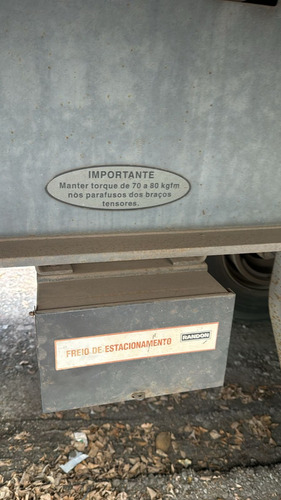 IMPORTANTE
Manter torque de 70 a 80 kgfm
nos parafusos dos braços
tensores.
FREIO DE ESTACIONAMENTO
RANDON